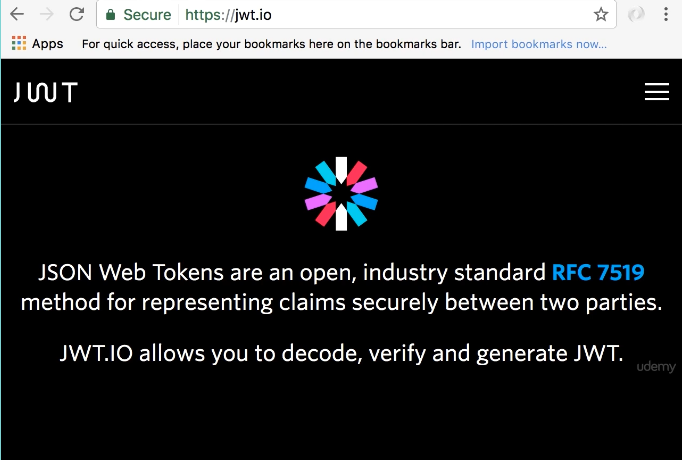 Secure https://jwt.io
Apps For quick access, place your bookmarks here on the bookmarks bar. Import bookmarks now...
JWT
JSON Web Tokens are an open, industry standard RFC 7519
method for representing claims securely between two parties.
JWT.IO allows you to decode, verify and generate JWT.
udemy